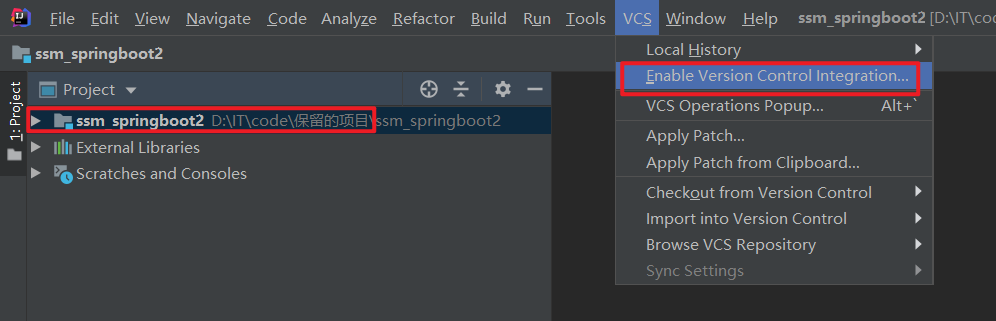 File Edit View Navigate Code Analyze Refactor Build Run Tools VCS Window Help ssm_springboot2 [D:\IT\cod
ssm_springboot2
Local History
Enable Version Control Integration...
VCS Operations Popup... Alt+`
Apply Patch...
Apply Patch from Clipboard...
Checkout from Version Control
Import into Version Control
Browse VCS Repository
Sync Settings
1: Project
Project
ssm_springboot2 D:\IT\code\保留的项目\ssm_springboot2
External Libraries
Scratches and Consoles